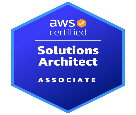 aws
certified
Solutions
Architect
ASSOCIATE